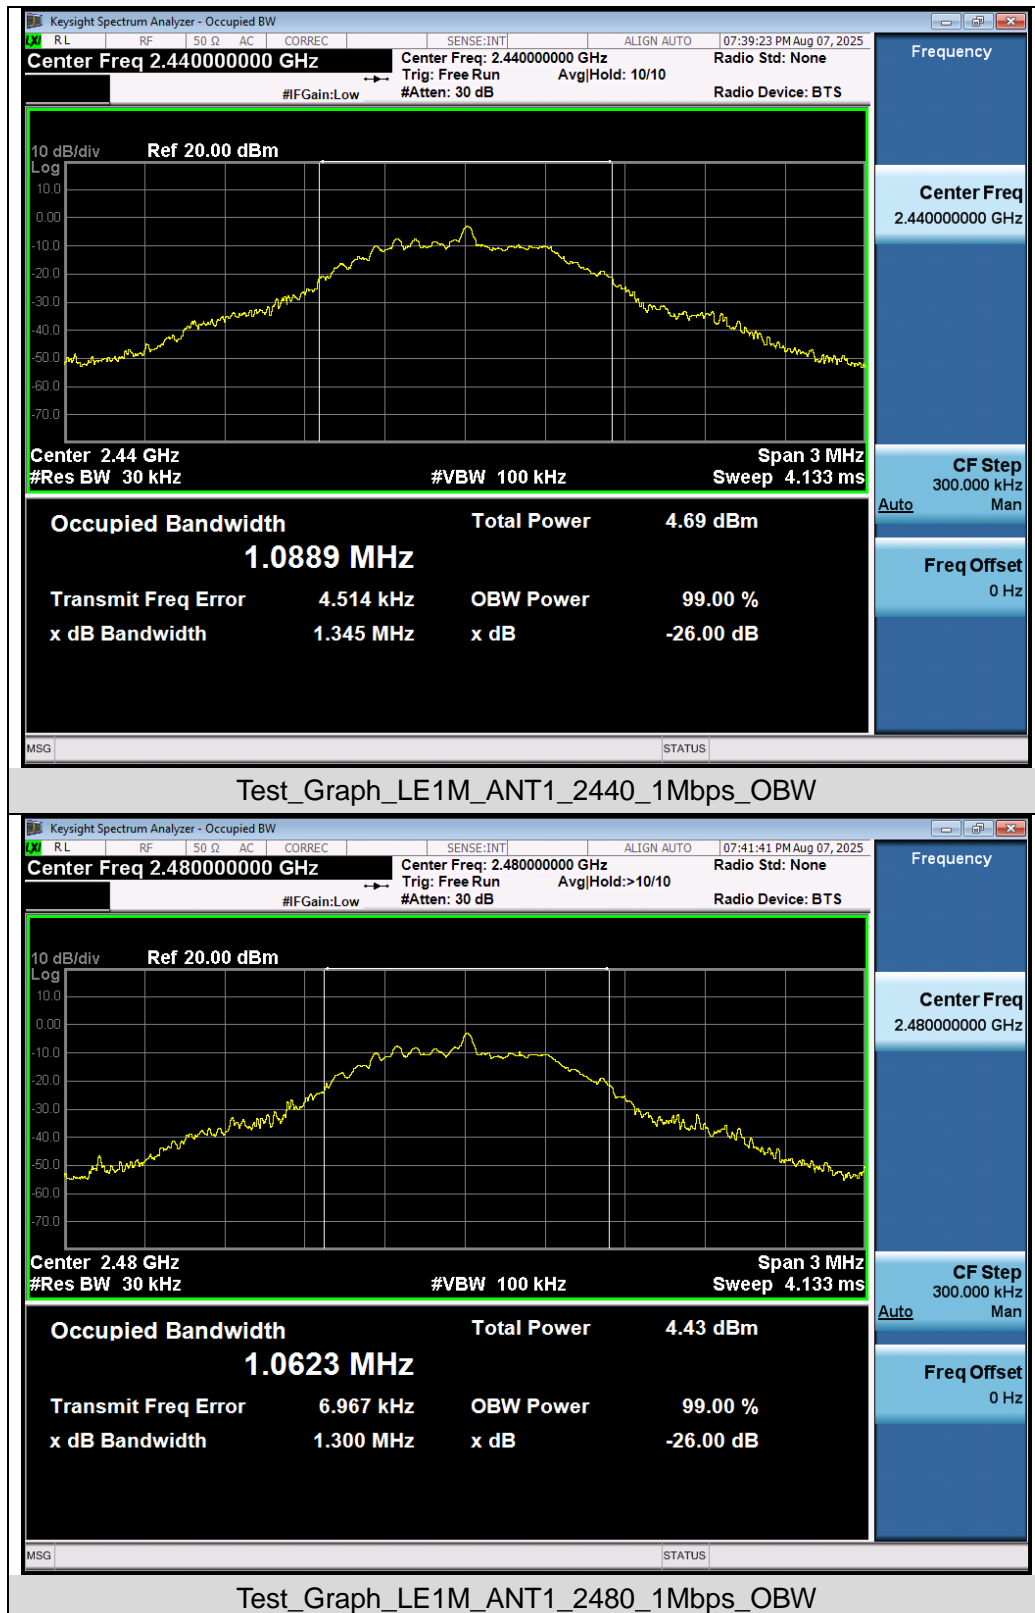 Keysight Spectrum Analyzer - Occupied BW
LXI RL RF 50 Ω AC CORREC SENSE:INT ALIGN AUTO 07:39:23 PM Aug 07, 2025
Center Freq 2.440000000 GHz Center Freq: 2.440000000 GHz Radio Std: None
Trig: Free Run Avg|Hold: 10/10
#IFGain:Low #Atten: 30 dB Radio Device: BTS
10 dB/div Ref 20.00 dBm
Log
10.0
0.00
-10.0
-20.0
-30.0
-40.0
-50.0
-60.0
-70.0
Center 2.44 GHz Span 3 MHz
#Res BW 30 kHz #VBW 100 kHz Sweep 4.133 ms
Occupied Bandwidth Total Power 4.69 dBm
1.0889 MHz
Transmit Freq Error 4.514 kHz OBW Power 99.00 %
x dB Bandwidth 1.345 MHz x dB -26.00 dB
MSG STATUS
Frequency
Center Freq
2.440000000 GHz
CF Step
300.000 kHz
Auto Man
Freq Offset
0 Hz
Test_Graph_LE1M_ANT1_2440_1Mbps_OBW
Keysight Spectrum Analyzer - Occupied BW
LXI RL RF 50 Ω AC CORREC SENSE:INT ALIGN AUTO 07:41:41 PM Aug 07, 2025
Center Freq 2.480000000 GHz Center Freq: 2.480000000 GHz Radio Std: None
Trig: Free Run Avg|Hold:>10/10
#IFGain:Low #Atten: 30 dB Radio Device: BTS
10 dB/div Ref 20.00 dBm
Log
10.0
0.00
-10.0
-20.0
-30.0
-40.0
-50.0
-60.0
-70.0
Center 2.48 GHz Span 3 MHz
#Res BW 30 kHz #VBW 100 kHz Sweep 4.133 ms
Occupied Bandwidth Total Power 4.43 dBm
1.0623 MHz
Transmit Freq Error 6.967 kHz OBW Power 99.00 %
x dB Bandwidth 1.300 MHz x dB -26.00 dB
MSG STATUS
Frequency
Center Freq
2.480000000 GHz
CF Step
300.000 kHz
Auto Man
Freq Offset
0 Hz
Test_Graph_LE1M_ANT1_2480_1Mbps_OBW